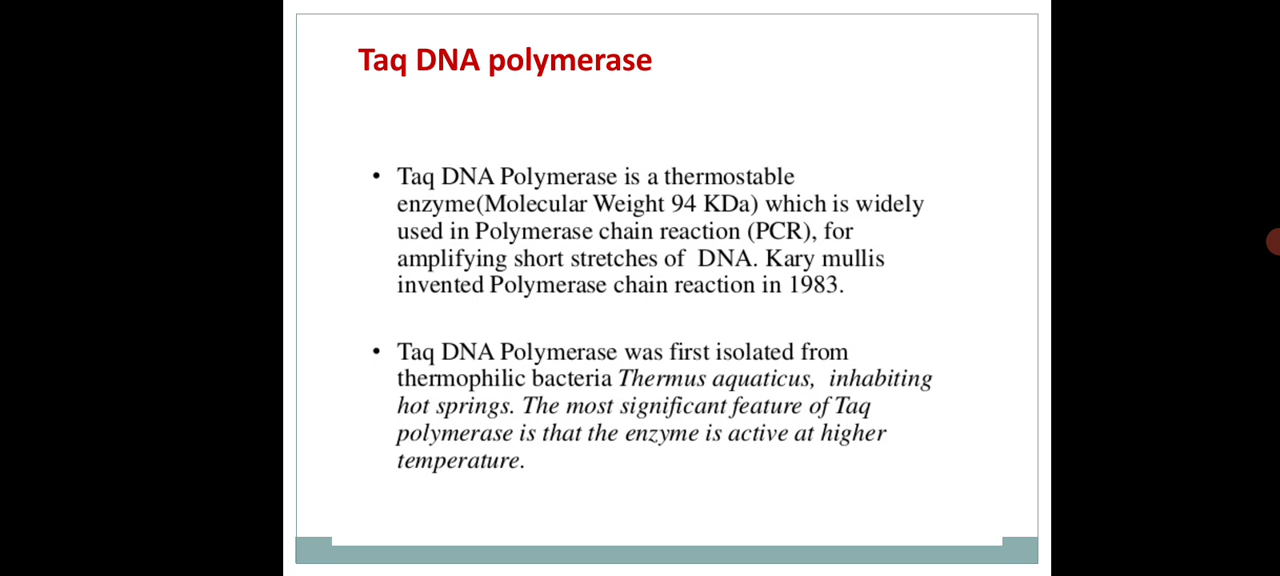 Taq DNA polymerase
• Taq DNA Polymerase is a thermostable
enzyme(Molecular Weight 94 KDa) which is widely
used in Polymerase chain reaction (PCR), for
amplifying short stretches of  DNA. Kary mullis
invented Polymerase chain reaction in 1983.
• Taq DNA Polymerase was first isolated from
thermophilic bacteria Thermus aquaticus,  inhabiting
hot springs. The most significant feature of Taq
polymerase is that the enzyme is active at higher
temperature.